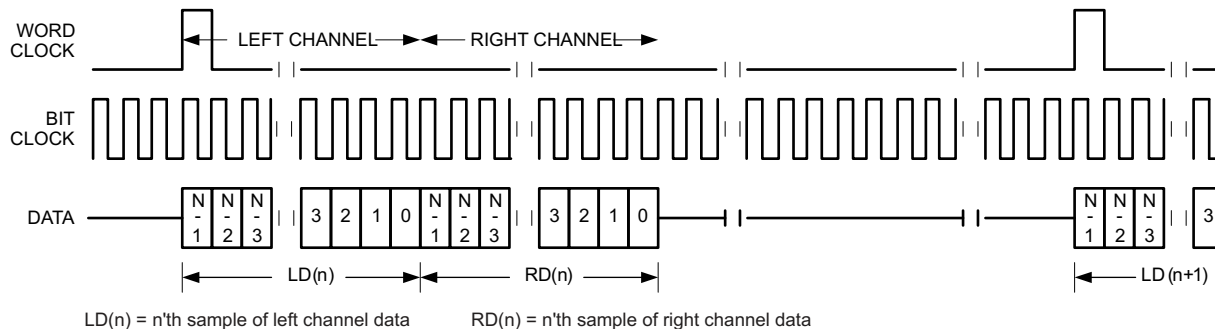 WORD
CLOCK
LEFT CHANNEL
RIGHT CHANNEL
BIT
CLOCK
DATA
N
-
1
N
-
2
N
-
3
3 2 1 0
N
-
1
N
-
2
N
-
3
3 2 1 0
N
-
1
N
-
2
N
-
3
3
LD(n)
RD(n)
LD(n+1)
LD(n) = n'th sample of left channel data
RD(n) = n'th sample of right channel data